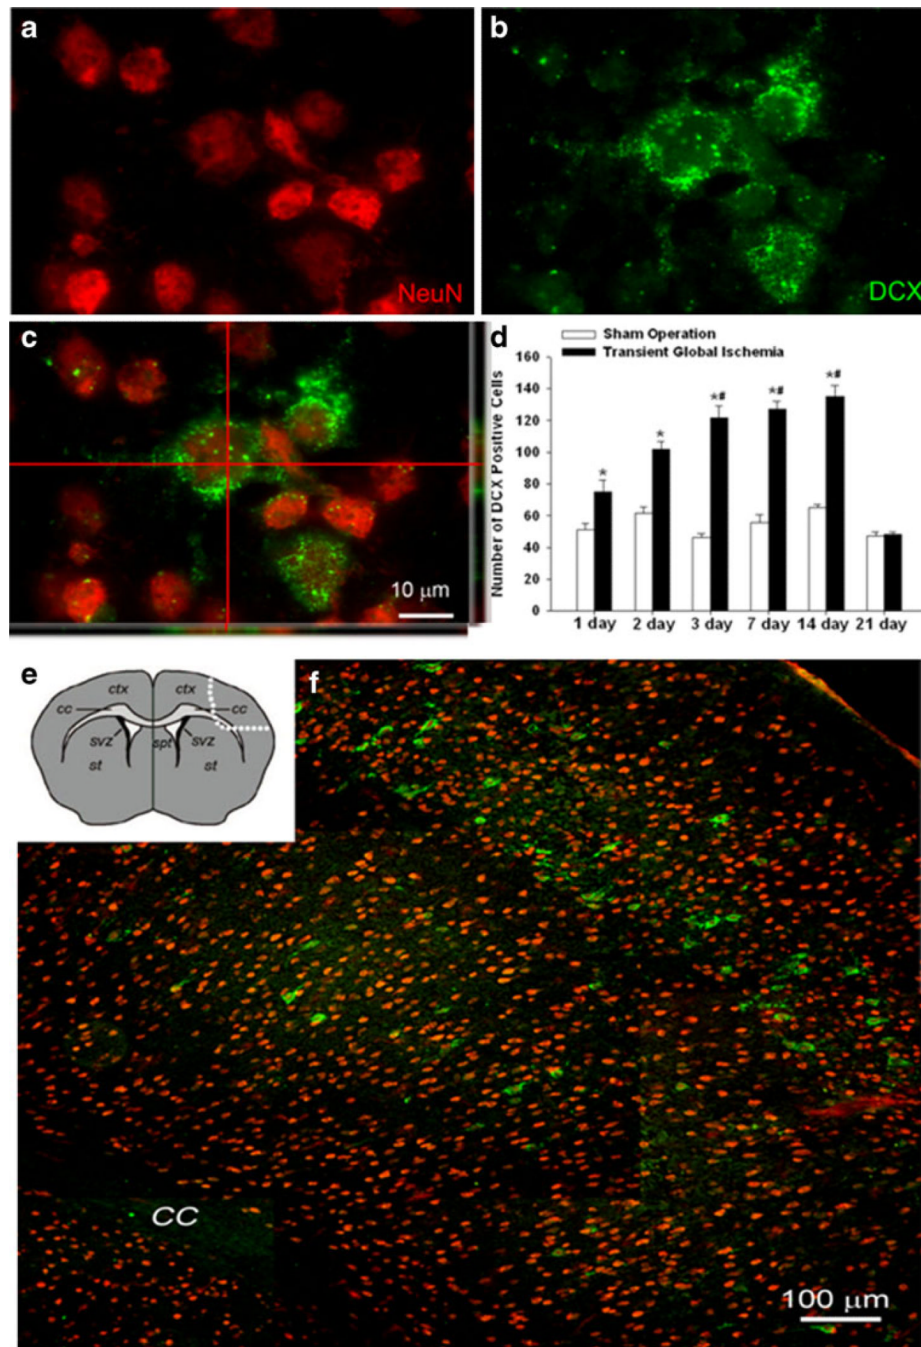 a
NeuN
b
DCX
c
10 μm
d
Sham Operation
Transient Global Ischemia
Number of DCX Positive Cells
160
140
120
100
80
60
40
20
0
*
*
*#
*#
*#
1 day
2 day
3 day
7 day
14 day
21 day
e
ctx
ctx
cc
cc
svz
spt
svz
st
st
f
CC
100 μm